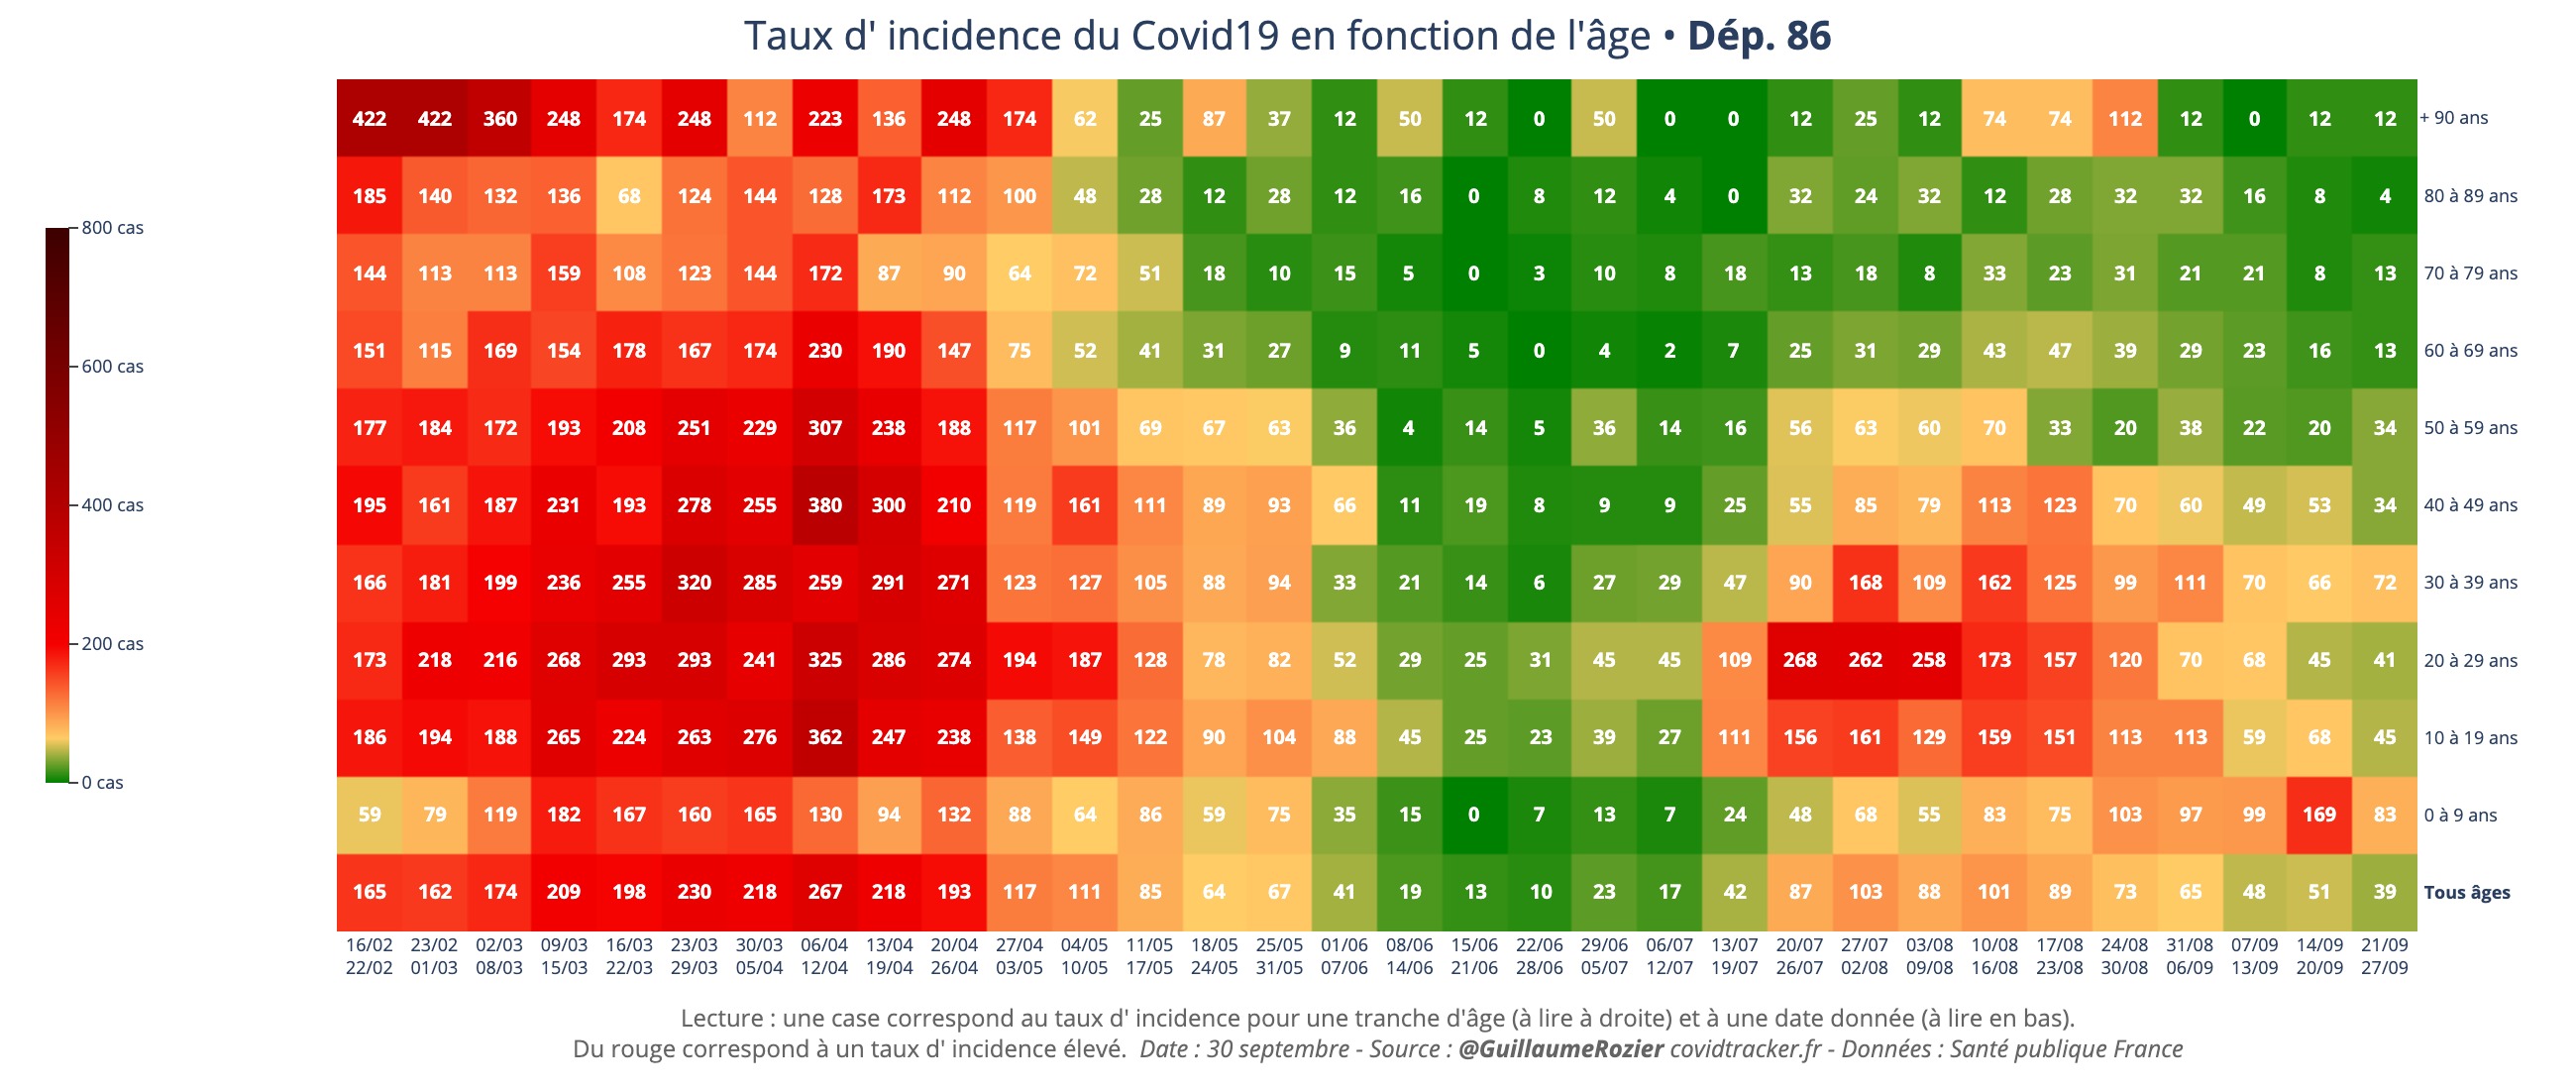 Taux d' incidence du Covid19 en fonction de l'âge • Dép. 86
800 cas
600 cas
400 cas
200 cas
0 cas
422 422 360 248 174 248 112 223 136 248 174 62 25 87 37 12 50 12 0 50 0 0 12 25 12 74 74 112 12 0 12 12 + 90 ans
185 140 132 136 68 124 144 128 173 112 100 48 28 12 28 12 16 0 8 12 4 0 32 24 32 12 28 32 32 16 8 4 80 à 89 ans
144 113 113 159 108 123 144 172 87 90 64 72 51 18 10 15 5 0 3 10 8 18 13 18 8 33 23 31 21 21 8 13 70 à 79 ans
151 115 169 154 178 167 174 230 190 147 75 52 41 31 27 9 11 5 0 4 2 7 25 31 29 43 47 39 29 23 16 13 60 à 69 ans
177 184 172 193 208 251 229 307 238 188 117 101 69 67 63 36 4 14 5 36 14 16 56 63 60 70 33 20 38 22 20 34 50 à 59 ans
195 161 187 231 193 278 255 380 300 210 119 161 111 89 93 66 11 19 8 9 9 25 55 85 79 113 123 70 60 49 53 34 40 à 49 ans
166 181 199 236 255 320 285 259 291 271 123 127 105 88 94 33 21 14 6 27 29 47 90 168 109 162 125 99 111 70 66 72 30 à 39 ans
173 218 216 268 293 293 241 325 286 274 194 187 128 78 82 52 29 25 31 45 45 109 268 262 258 173 157 120 70 68 45 41 20 à 29 ans
186 194 188 265 224 263 276 362 247 238 138 149 122 90 104 88 45 25 23 39 27 111 156 161 129 159 151 113 113 59 68 45 10 à 19 ans
59 79 119 182 167 160 165 130 94 132 88 64 86 59 75 35 15 0 7 13 7 24 48 68 55 83 75 103 97 99 169 83 0 à 9 ans
165 162 174 209 198 230 218 267 218 193 117 111 85 64 67 41 19 13 10 23 17 42 87 103 88 101 89 73 65 48 51 39 Tous âges
16/02 23/02 02/03 09/03 16/03 23/03 30/03 06/04 13/04 20/04 27/04 04/05 11/05 18/05 25/05 01/06 08/06 15/06 22/06 29/06 06/07 13/07 20/07 27/07 03/08 10/08 17/08 24/08 31/08 07/09 14/09 21/09
22/02 01/03 08/03 15/03 22/03 29/03 05/04 12/04 19/04 26/04 03/05 10/05 17/05 24/05 31/05 07/06 14/06 21/06 28/06 05/07 12/07 19/07 26/07 02/08 09/08 16/08 23/08 30/08 06/09 13/09 20/09 27/09
Lecture : une case correspond au taux d' incidence pour une tranche d'âge (à lire à droite) et à une date donnée (à lire en bas).
Du rouge correspond à un taux d' incidence élevé. Date : 30 septembre - Source : @GuillaumeRozier covidtracker.fr - Données : Santé publique France